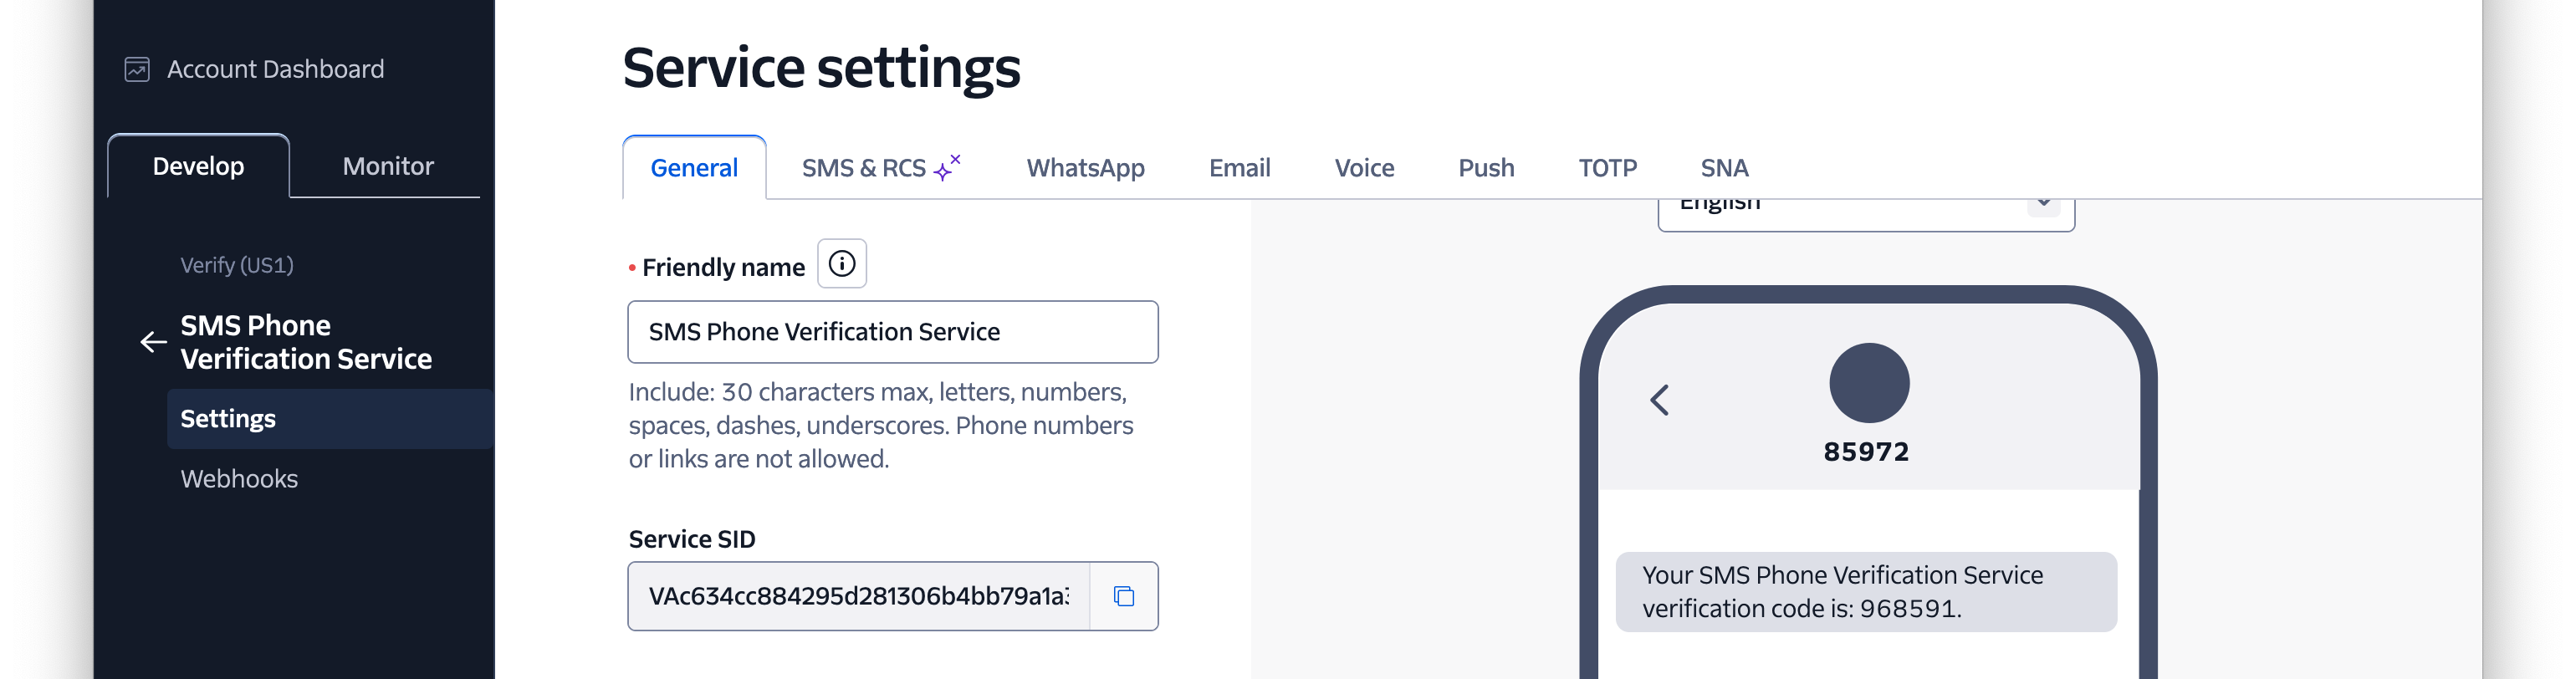 Account Dashboard
Develop
Monitor
Verify (US1)
SMS Phone
Verification Service
Settings
Webhooks
Service settings
General
SMS & RCS
WhatsApp
Email
Voice
Push
TOTP
SNA
• Friendly name
SMS Phone Verification Service
Include: 30 characters max, letters, numbers,
spaces, dashes, underscores. Phone numbers
or links are not allowed.
Service SID
VAc634cc884295d281306b4bb79a1a3
English
85972
Your SMS Phone Verification Service
verification code is: 968591.